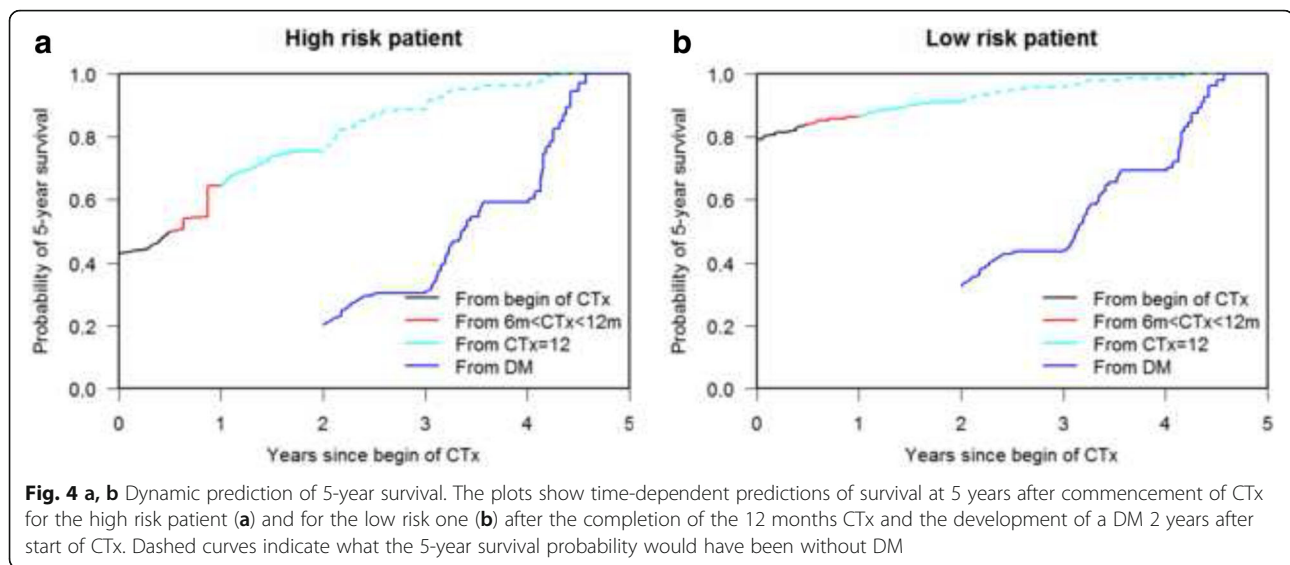 a
High risk patient
Probability of 5-year survival
1.0
0.8
0.6
0.4
0.2
0.0
From begin of CTx
From 6m<CTx<12m
From CTx=12
From DM
0 1 2 3 4 5
Years since begin of CTx
b
Low risk patient
Probability of 5-year survival
1.0
0.8
0.6
0.4
0.2
0.0
From begin of CTx
From 6m<CTx<12m
From CTx=12
From DM
0 1 2 3 4 5
Years since begin of CTx
Fig. 4 a, b Dynamic prediction of 5-year survival. The plots show time-dependent predictions of survival at 5 years after commencement of CTx
for the high risk patient (a) and for the low risk one (b) after the completion of the 12 months CTx and the development of a DM 2 years after
start of CTx. Dashed curves indicate what the 5-year survival probability would have been without DM